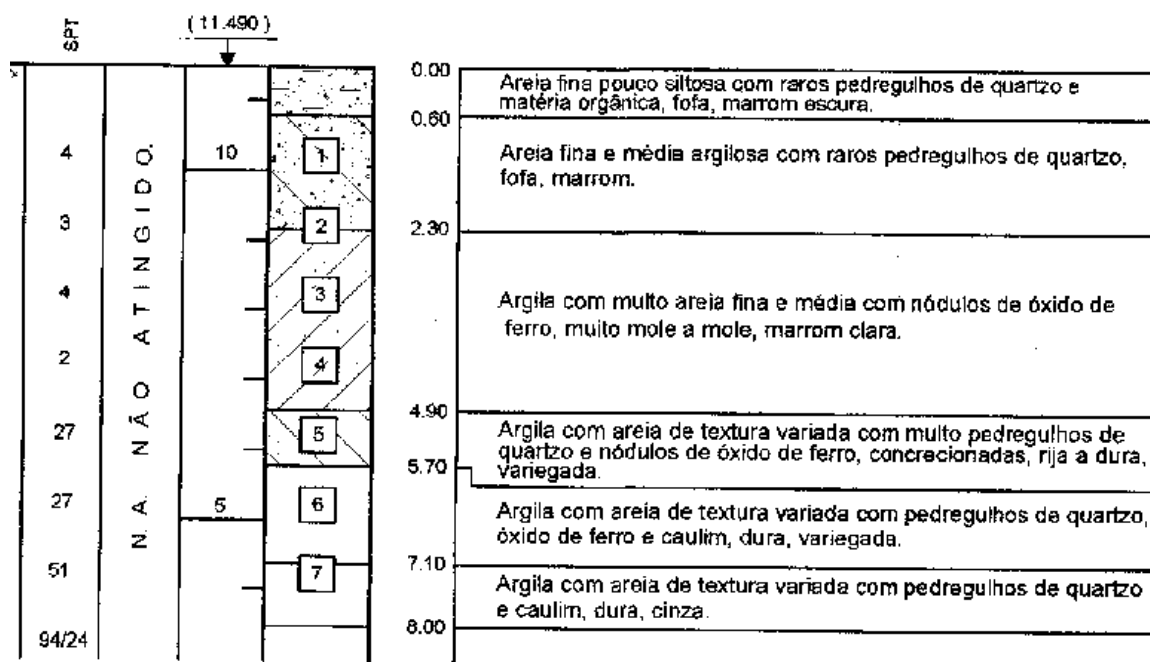 SPT
( 11.490 )
N.A. NÃO ATINGIDO.
4
3
4
2
27
27
51
94/24
10
5
1
2
3
4
5
6
7
0.00
Areia fina pouco siltosa com raros pedregulhos de quartzo e
matéria orgânica, fofa, marrom escura.
0.60
Areia fina e média argilosa com raros pedregulhos de quartzo,
fofa, marrom.
2.30
Argila com muito areia fina e média com nódulos de óxido de
ferro, muito mole a mole, marrom clara.
4.90
Argila com areia de textura variada com muito pedregulhos de
quartzo e nódulos de óxido de ferro, concrecionadas, rija a dura,
variegada.
5.70
Argila com areia de textura variada com pedregulhos de quartzo,
óxido de ferro e caulim, dura, variegada.
7.10
Argila com areia de textura variada com pedregulhos de quartzo
e caulim, dura, cinza.
8.00